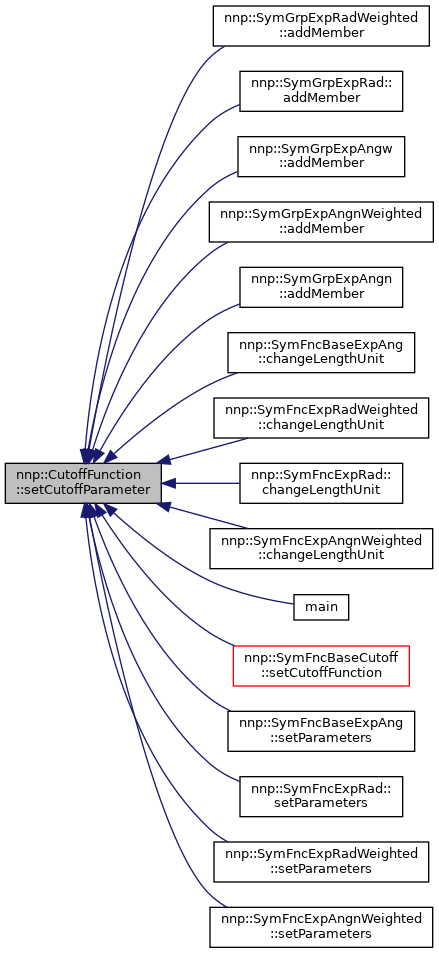 nnp::SymGrpExpRadWeighted
::addMember
nnp::SymGrpExpRad::
addMember
nnp::SymGrpExpAngw
::addMember
nnp::SymGrpExpAngnWeighted
::addMember
nnp::SymGrpExpAngn
::addMember
nnp::SymFncBaseExpAng
::changeLengthUnit
nnp::SymFncExpRadWeighted
::changeLengthUnit
nnp::CutoffFunction
::setCutoffParameter
nnp::SymFncExpRad::
changeLengthUnit
nnp::SymFncExpAngnWeighted
::changeLengthUnit
main
nnp::SymFncBaseCutoff
::setCutoffFunction
nnp::SymFncBaseExpAng
::setParameters
nnp::SymFncExpRad::
setParameters
nnp::SymFncExpRadWeighted
::setParameters
nnp::SymFncExpAngnWeighted
::setParameters